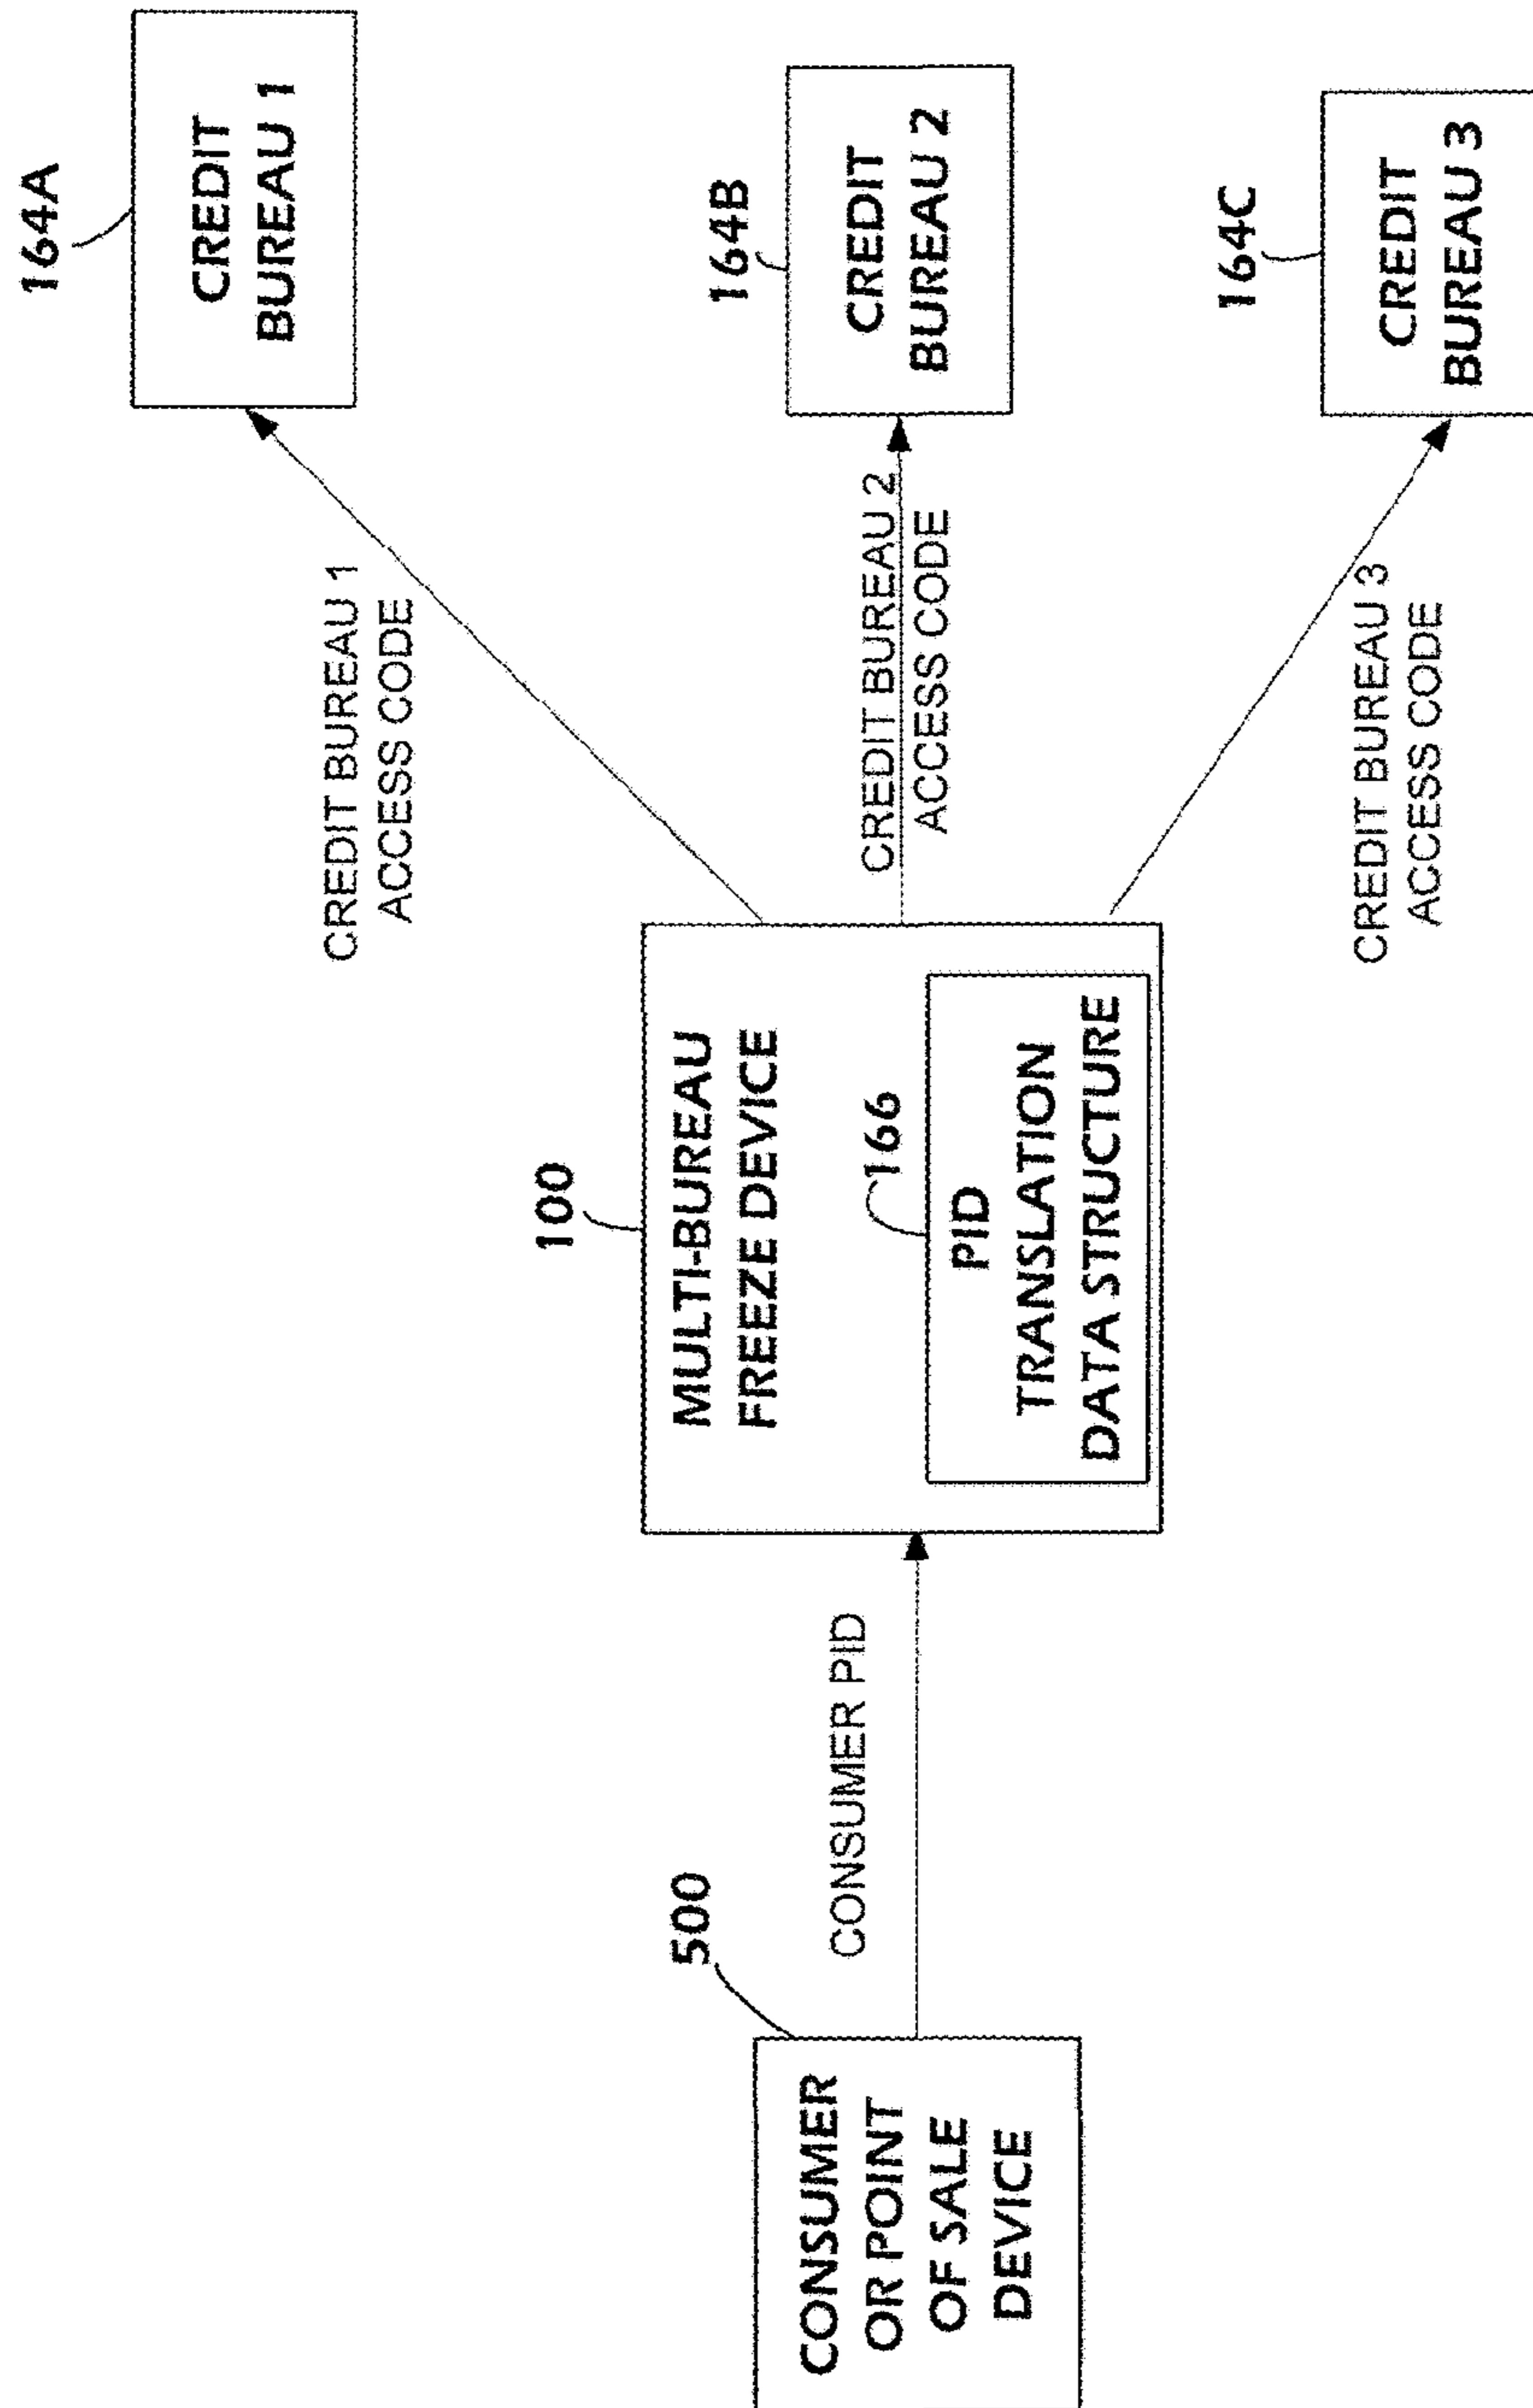 164A
CREDIT
BUREAU 1
CREDIT BUREAU 1
ACCESS CODE
500
CONSUMER
OR POINT
OF SALE
DEVICE
CONSUMER PID
100
MULTI-BUREAU
FREEZE DEVICE
166
PID
TRANSLATION
DATA STRUCTURE
CREDIT BUREAU 2
ACCESS CODE
164B
CREDIT
BUREAU 2
CREDIT BUREAU 3
ACCESS CODE
164C
CREDIT
BUREAU 3